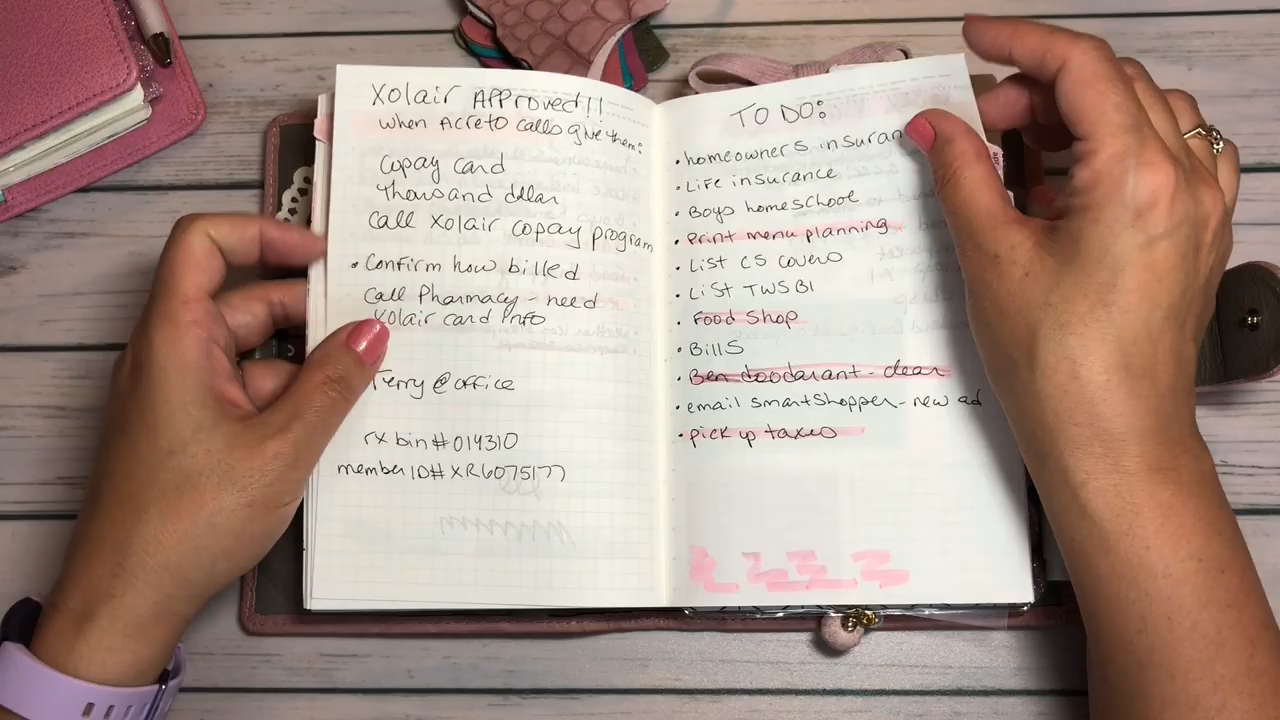 Xolair APPROVED!!
when Acreto calls give them:
copay card
thousand dollar
call Xolair copay program
• Confirm how billed
call Pharmacy - need
Xolair card info
Terry @ office
rx bin# 014310
member ID# XR6075177
TO DO:
• homeowners insuran
• Life insurance
• Boys homeschool
• Print menu planning
• List CS covers
• List TWSBI
• Food Shop
• Bills
• Ben deodorant - clear
• email smartshopper - new ad
• pick up taxes